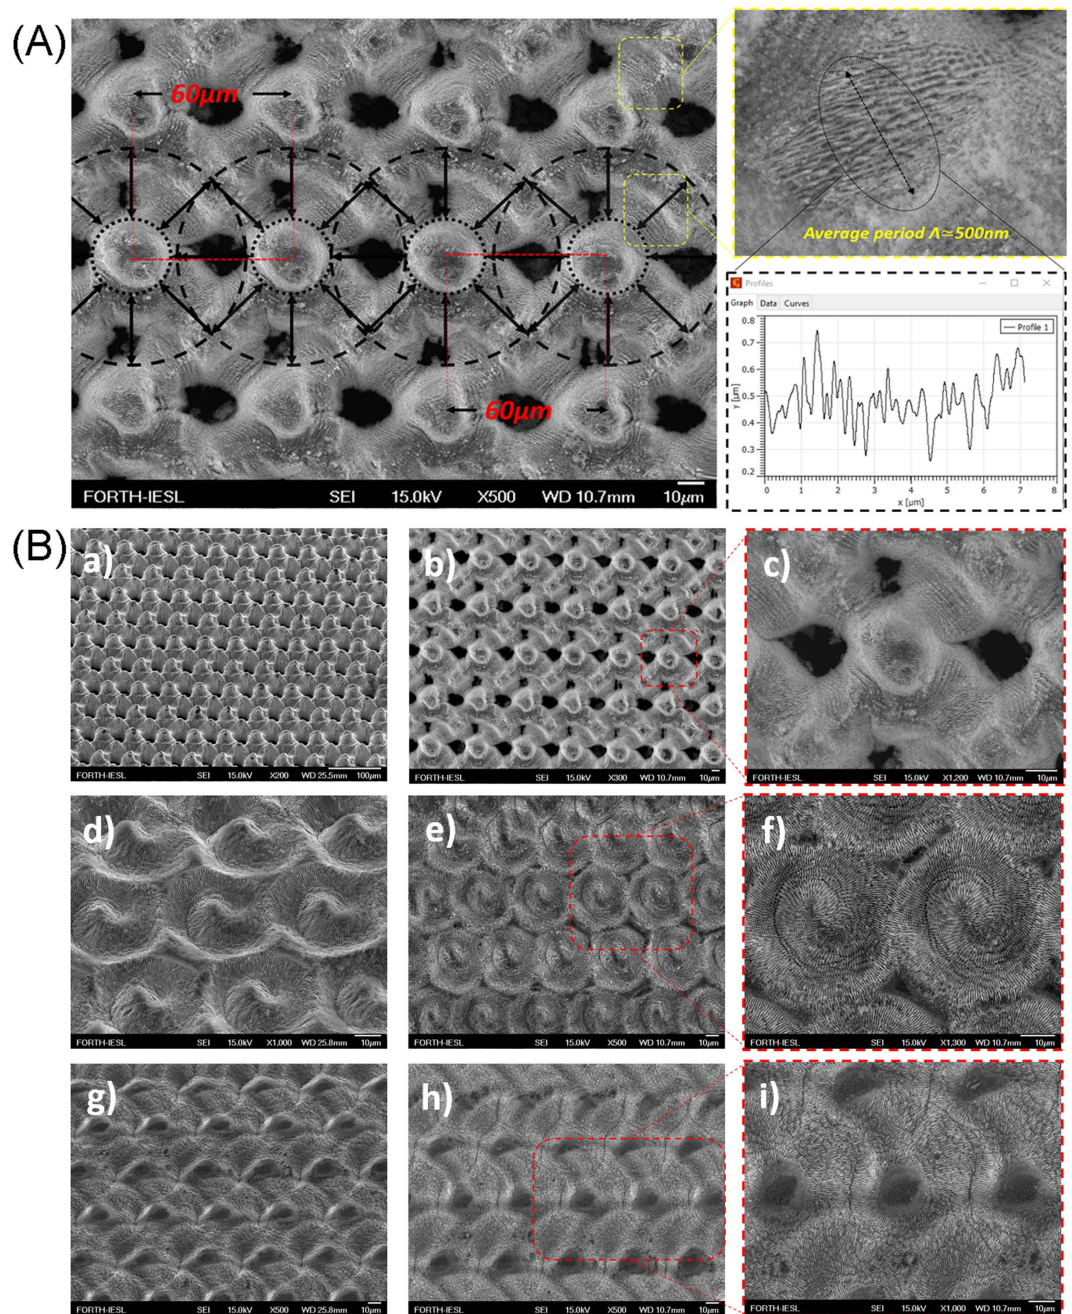 (A)
60μm
60μm
FORTH-IESL SEI 15.0kV X500 WD 10.7mm 10μm
Average period Λ≃500nm
Profiles
Graph Data Curves
Profile 1
0.8
0.7
0.6
0.5
0.4
0.3
0.2
y [μm]
0 1 2 3 4 5 6 7 8
x [μm]
(B)
a)
FORTH-IESL SEI 15.0kV X200 WD 25.5mm 100μm
b)
FORTH-IESL SEI 15.0kV X300 WD 10.7mm 10μm
c)
FORTH-IESL SEI 15.0kV X1,200 WD 10.7mm 10μm
d)
FORTH-IESL SEI 15.0kV X1,000 WD 25.8mm 10μm
e)
FORTH-IESL SEI 15.0kV X500 WD 10.7mm 10μm
f)
FORTH-IESL SEI 15.0kV X1,300 WD 10.7mm 10μm
g)
FORTH-IESL SEI 15.0kV X500 WD 25.8mm 10μm
h)
FORTH-IESL SEI 15.0kV X500 WD 10.7mm 10μm
i)
FORTH-IESL SEI 15.0kV X1,000 WD 10.7mm 10μm